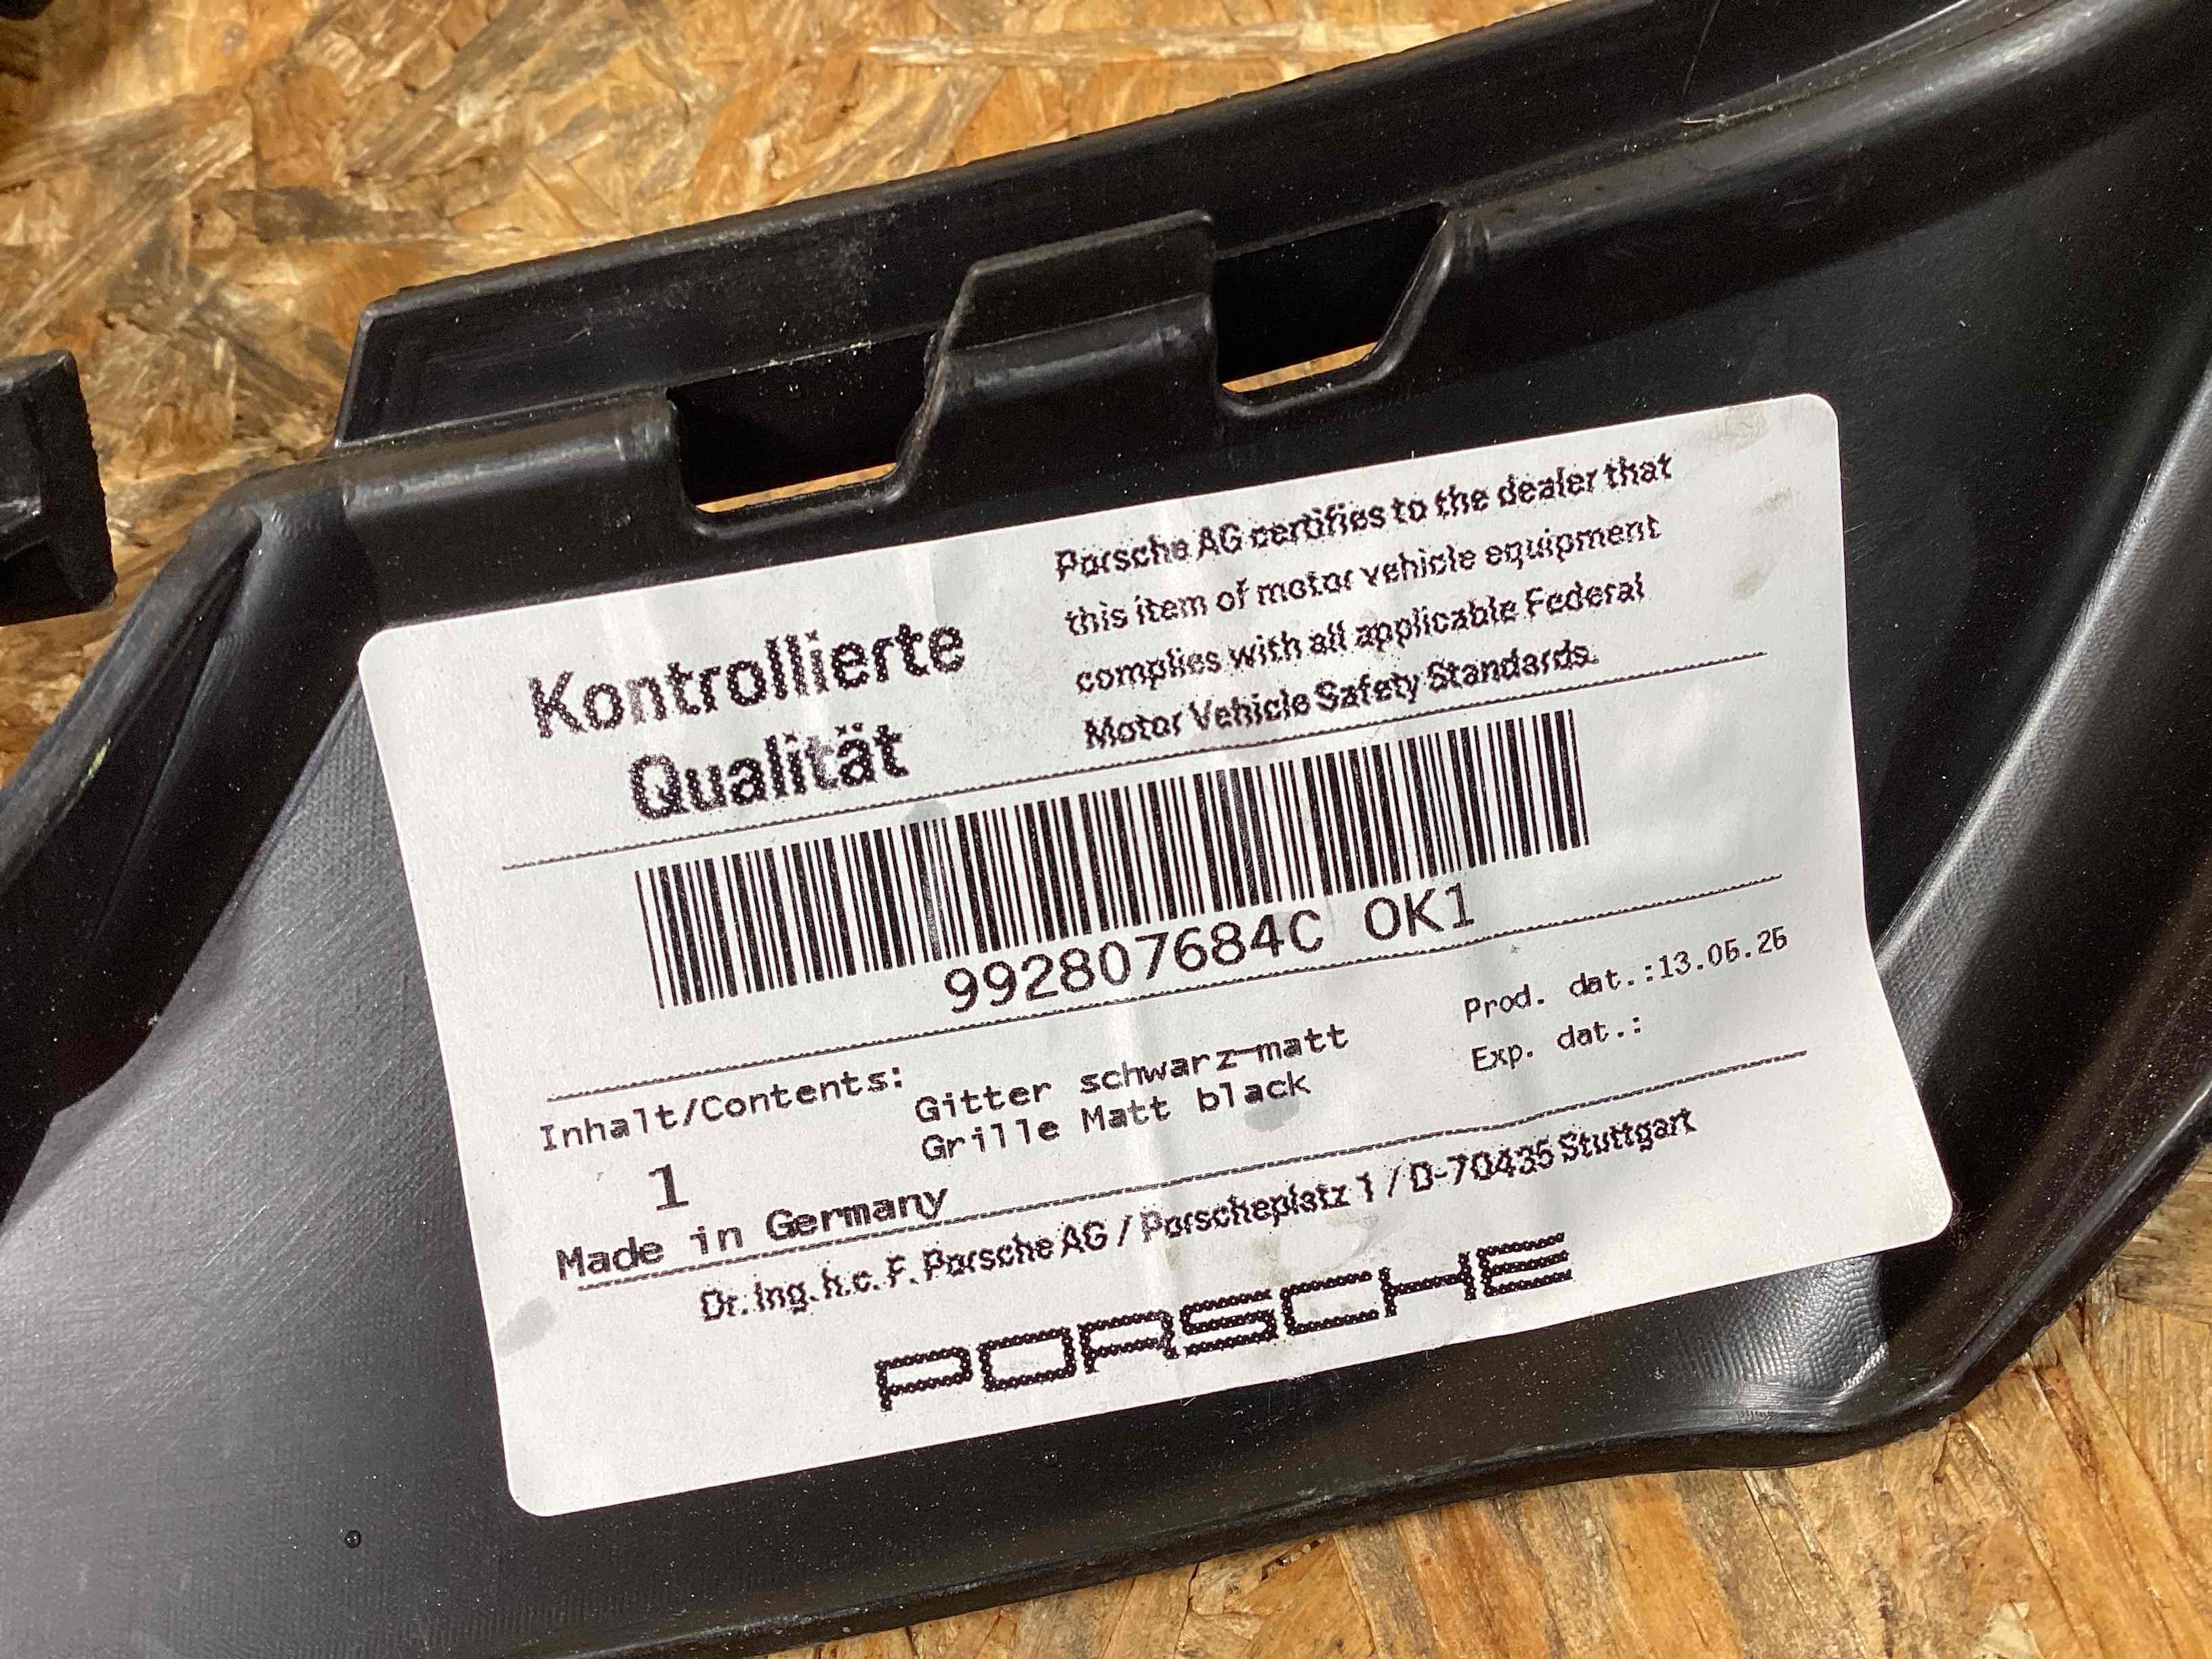 Kontrollierte
Qualität
Porsche AG certifies to the dealer that
this item of motor vehicle equipment
complies with all applicable Federal
Motor Vehicle Safety Standards.
992807684C OK1
Inhalt/Contents:
Gitter schwarz-matt
Grille Matt black
Prod. dat.:13.05.25
Exp. dat.:
1
Made in Germany
Dr. Ing. h.c. F. Porsche AG / Porscheplatz 1 / D-70435 Stuttgart
PORSCHE